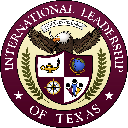 INTERNATIONAL LEADERSHIP
OF TEXAS